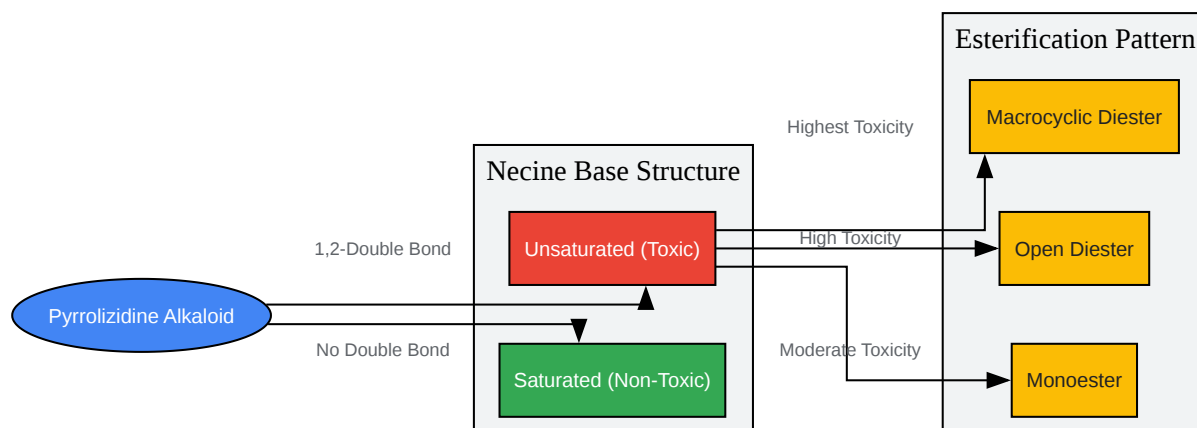 Esterification Pattern
Macrocyclic Diester
Highest Toxicity
Necine Base Structure
Unsaturated (Toxic)
1,2-Double Bond
High Toxicity
Open Diester
Pyrrolizidine Alkaloid
No Double Bond
Saturated (Non-Toxic)
Moderate Toxicity
Monoester